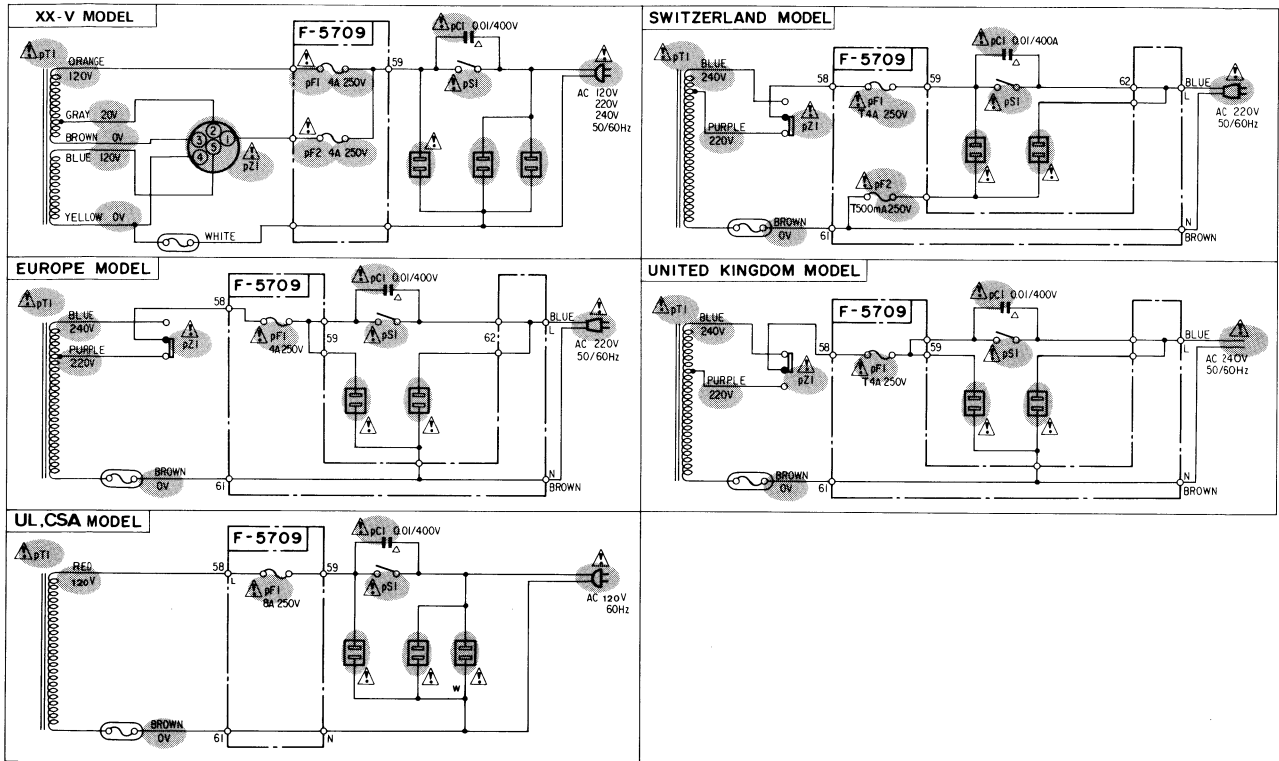 XX-V MODEL
pT1
ORANGE
120V
GRAY 20V
BROWN 0V
BLUE 120V
YELLOW 0V
WHITE
2
3
1
5
4
pZ1
F-5709
pF1 4A 250V
pF2 4A 250V
59
pC1 0.01/400V
pS1
AC 120V
220V
240V
50/60Hz
SWITZERLAND MODEL
pT1
BLUE
240V
PURPLE
220V
BROWN
0V
pZ1
58
F-5709
pF1
T4A 250V
pF2
T500mA250V
61
59
pC1 0.01/400A
pS1
62
BLUE
L
N
BROWN
AC 220V
50/60Hz
EUROPE MODEL
pT1
BLUE
240V
PURPLE
220V
BROWN
0V
pZ1
58
F-5709
pF1
4A250V
59
61
pC1 0.01/400V
pS1
62
BLUE
L
N
BROWN
AC 220V
50/60Hz
UNITED KINGDOM MODEL
pT1
BLUE
240V
PURPLE
220V
BROWN
0V
pZ1
58
F-5709
pF1
T4A 250V
59
61
pC1 0.01/400V
pS1
BLUE
L
N
BROWN
AC 240V
50/60Hz
UL,CSA MODEL
pT1
RED
120V
BROWN
0V
58
L
F-5709
pF1
8A 250V
59
61
N
pC1 0.01/400V
pS1
W
AC 120V
60Hz